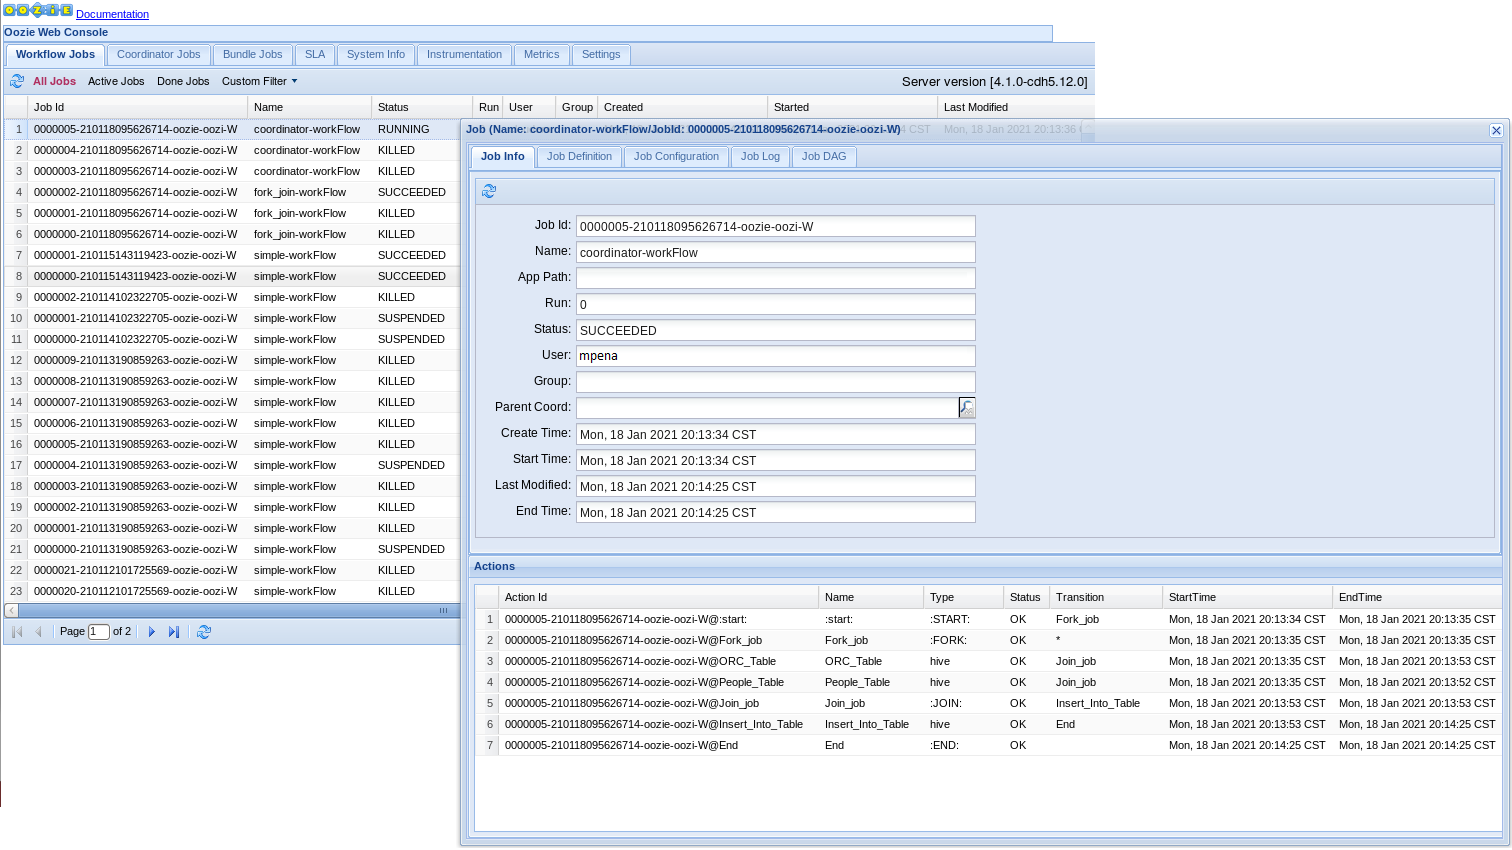 OOZIE Documentation
Oozie Web Console
Workflow Jobs Coordinator Jobs Bundle Jobs SLA System Info Instrumentation Metrics Settings
All Jobs Active Jobs Done Jobs Custom Filter Server version [4.1.0-cdh5.12.0]
Job Id Name Status Run User Group Created Started Last Modified
1 0000005-210118095626714-oozie-oozi-W coordinator-workFlow RUNNING
2 0000004-210118095626714-oozie-oozi-W coordinator-workFlow KILLED
3 0000003-210118095626714-oozie-oozi-W coordinator-workFlow KILLED
4 0000002-210118095626714-oozie-oozi-W fork_join-workFlow SUCCEEDED
5 0000001-210118095626714-oozie-oozi-W fork_join-workFlow KILLED
6 0000000-210118095626714-oozie-oozi-W fork_join-workFlow KILLED
7 0000001-210115143119423-oozie-oozi-W simple-workFlow SUCCEEDED
8 0000000-210115143119423-oozie-oozi-W simple-workFlow SUCCEEDED
9 0000002-210114102322705-oozie-oozi-W simple-workFlow KILLED
10 0000001-210114102322705-oozie-oozi-W simple-workFlow SUSPENDED
11 0000000-210114102322705-oozie-oozi-W simple-workFlow SUSPENDED
12 0000009-210113190859263-oozie-oozi-W simple-workFlow KILLED
13 0000008-210113190859263-oozie-oozi-W simple-workFlow KILLED
14 0000007-210113190859263-oozie-oozi-W simple-workFlow KILLED
15 0000006-210113190859263-oozie-oozi-W simple-workFlow KILLED
16 0000005-210113190859263-oozie-oozi-W simple-workFlow KILLED
17 0000004-210113190859263-oozie-oozi-W simple-workFlow SUSPENDED
18 0000003-210113190859263-oozie-oozi-W simple-workFlow KILLED
19 0000002-210113190859263-oozie-oozi-W simple-workFlow KILLED
20 0000001-210113190859263-oozie-oozi-W simple-workFlow KILLED
21 0000000-210113190859263-oozie-oozi-W simple-workFlow SUSPENDED
22 0000021-210112101725569-oozie-oozi-W simple-workFlow KILLED
23 0000020-210112101725569-oozie-oozi-W simple-workFlow KILLED
Page 1 of 2
Job (Name: coordinator-workFlow/JobId: 0000005-210118095626714-oozie-oozi-W) CST Mon, 18 Jan 2021 20:13:36
Job Info Job Definition Job Configuration Job Log Job DAG
Job Id: 0000005-210118095626714-oozie-oozi-W
Name: coordinator-workFlow
App Path:
Run: 0
Status: SUCCEEDED
User: mpena
Group:
Parent Coord:
Create Time: Mon, 18 Jan 2021 20:13:34 CST
Start Time: Mon, 18 Jan 2021 20:13:34 CST
Last Modified: Mon, 18 Jan 2021 20:14:25 CST
End Time: Mon, 18 Jan 2021 20:14:25 CST
Actions
Action Id Name Type Status Transition StartTime EndTime
1 0000005-210118095626714-oozie-oozi-W@:start: :start: :START: OK Fork_job Mon, 18 Jan 2021 20:13:34 CST Mon, 18 Jan 2021 20:13:35 CST
2 0000005-210118095626714-oozie-oozi-W@Fork_job Fork_job :FORK: OK * Mon, 18 Jan 2021 20:13:35 CST Mon, 18 Jan 2021 20:13:35 CST
3 0000005-210118095626714-oozie-oozi-W@ORC_Table ORC_Table hive OK Join_job Mon, 18 Jan 2021 20:13:35 CST Mon, 18 Jan 2021 20:13:53 CST
4 0000005-210118095626714-oozie-oozi-W@People_Table People_Table hive OK Join_job Mon, 18 Jan 2021 20:13:35 CST Mon, 18 Jan 2021 20:13:52 CST
5 0000005-210118095626714-oozie-oozi-W@Join_job Join_job :JOIN: OK Insert_Into_Table Mon, 18 Jan 2021 20:13:53 CST Mon, 18 Jan 2021 20:13:53 CST
6 0000005-210118095626714-oozie-oozi-W@Insert_Into_Table Insert_Into_Table hive OK End Mon, 18 Jan 2021 20:13:53 CST Mon, 18 Jan 2021 20:14:25 CST
7 0000005-210118095626714-oozie-oozi-W@End End :END: OK Mon, 18 Jan 2021 20:14:25 CST Mon, 18 Jan 2021 20:14:25 CST